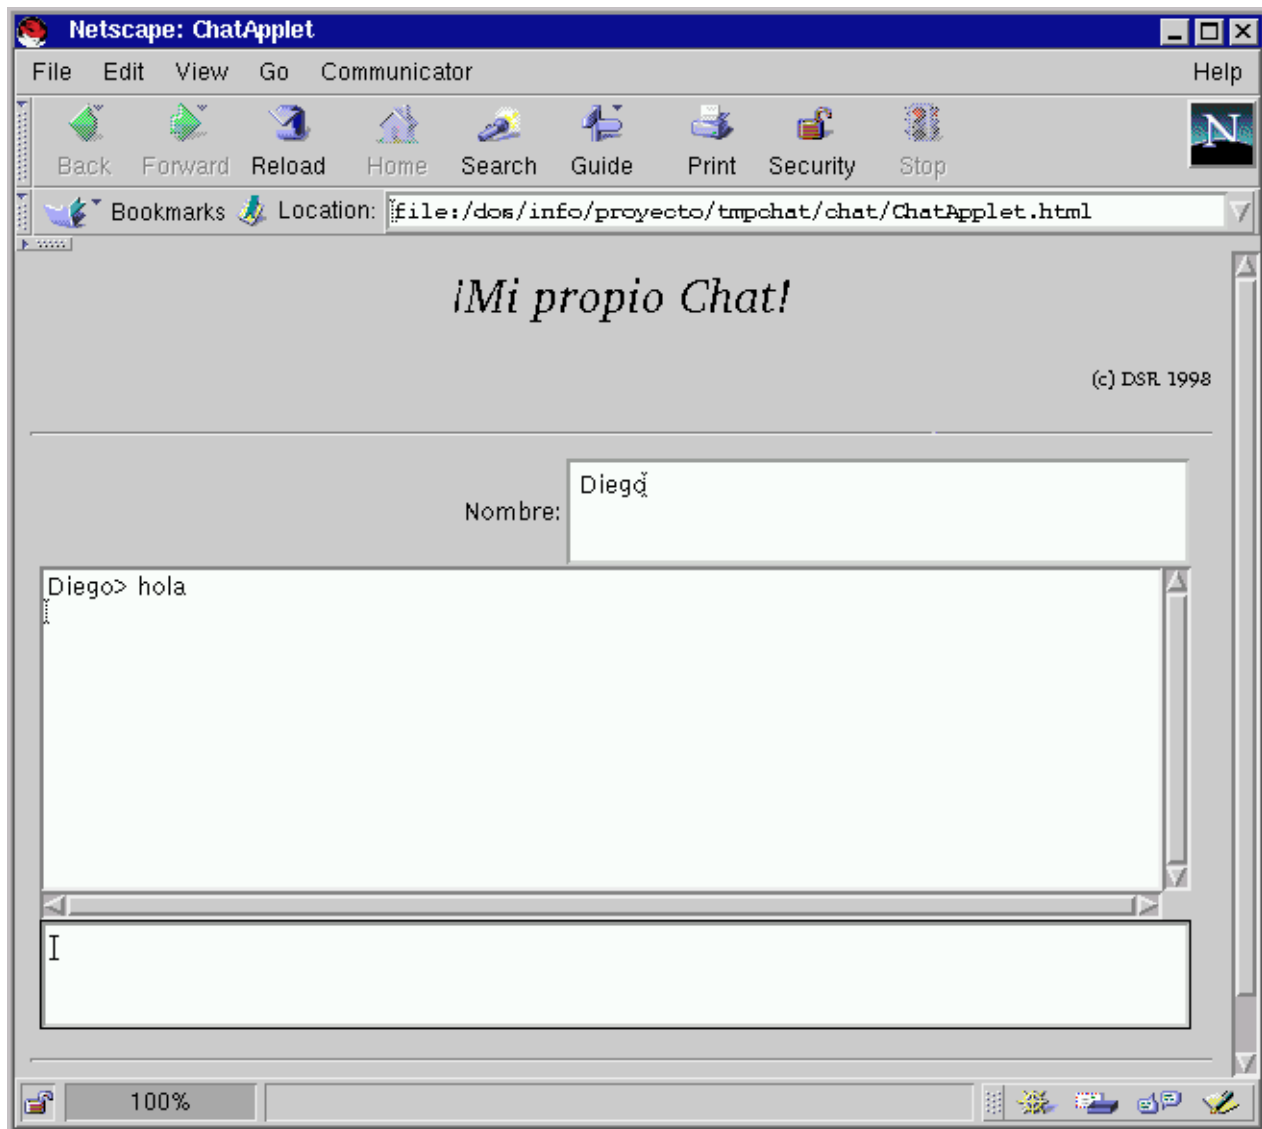 Netscape: ChatApplet
File Edit View Go Communicator Help
Back Forward Reload Home Search Guide Print Security Stop
N
Bookmarks Location: file:/dos/info/proyecto/tmpchat/chat/ChatApplet.html
¡Mi propio Chat!
(c) DSR 1998
Nombre: Diego
Diego> hola
100%